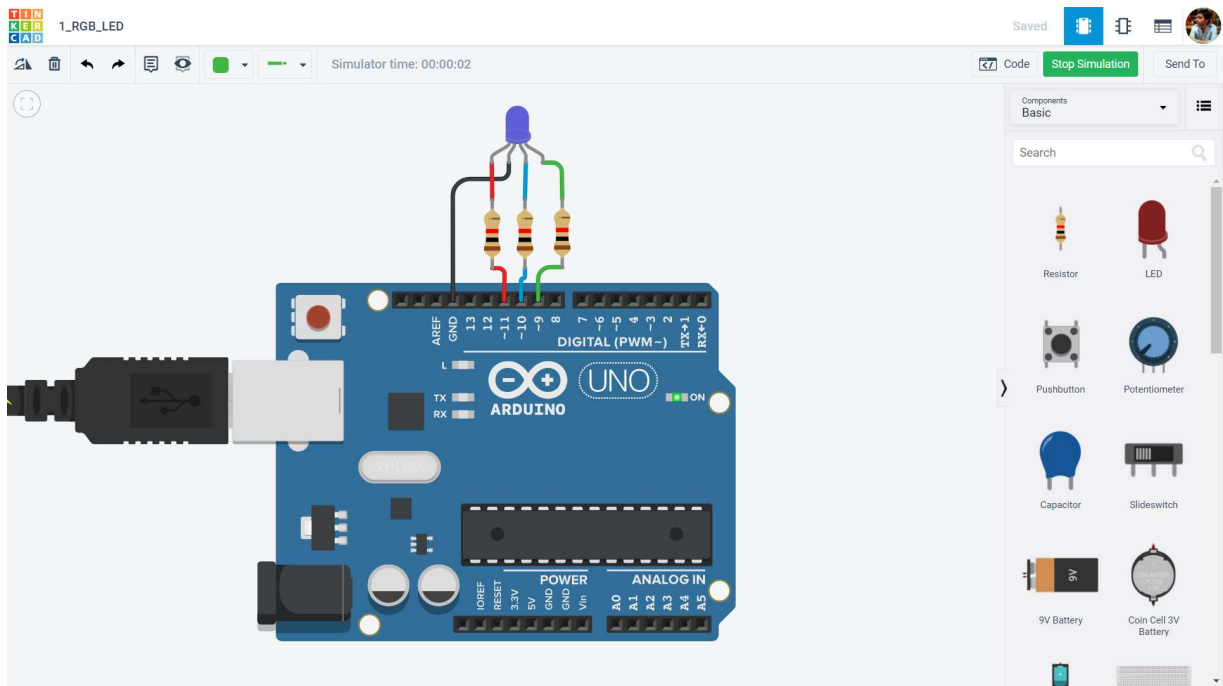 TIN
KER
CAD
1_RGB_LED
Saved
Simulator time: 00:00:02
Code
Stop Simulation
Send To
Components
Basic
Search
Resistor
LED
Pushbutton
Potentiometer
Capacitor
Slideswitch
9V
9V Battery
Coin Cell 3V
Battery
AREF
GND
13
12
~11
~10
~9
8
7
~6
~5
4
~3
2
TX→1
RX←0
DIGITAL (PWM~)
L
TX
RX
ARDUINO
UNO
ON
POWER
ANALOG IN
IOREF
RESET
3.3V
5V
GND
GND
Vin
A0
A1
A2
A3
A4
A5